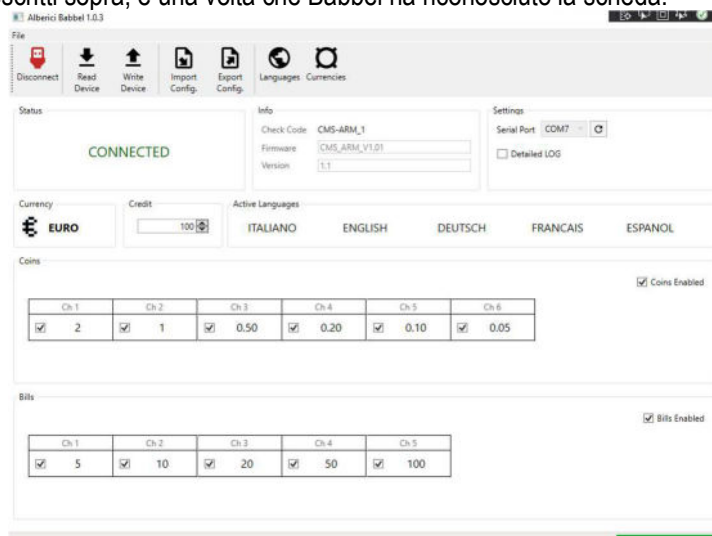 scritti sopra, e una volta che Babbel ha riconosciuto la scheda:
Alberici Babbel 1.0.3
File
Disconnect Read Device Write Device Import Config. Export Config. Languages Currencies
Status Info Settings
CONNECTED
Check Code CMS-ARM_1
Firmware CMS_ARM_V1.01
Version 1.1
Serial Port COM7
Detailed LOG
Currency Credit Active Languages
EURO 100 ITALIANO ENGLISH DEUTSCH FRANCAIS ESPANOL
Coins
Coins Enabled
Ch 1 Ch 2 Ch 3 Ch 4 Ch 5 Ch 6
2 1 0.50 0.20 0.10 0.05
Bills
Bills Enabled
Ch 1 Ch 2 Ch 3 Ch 4 Ch 5
5 10 20 50 100